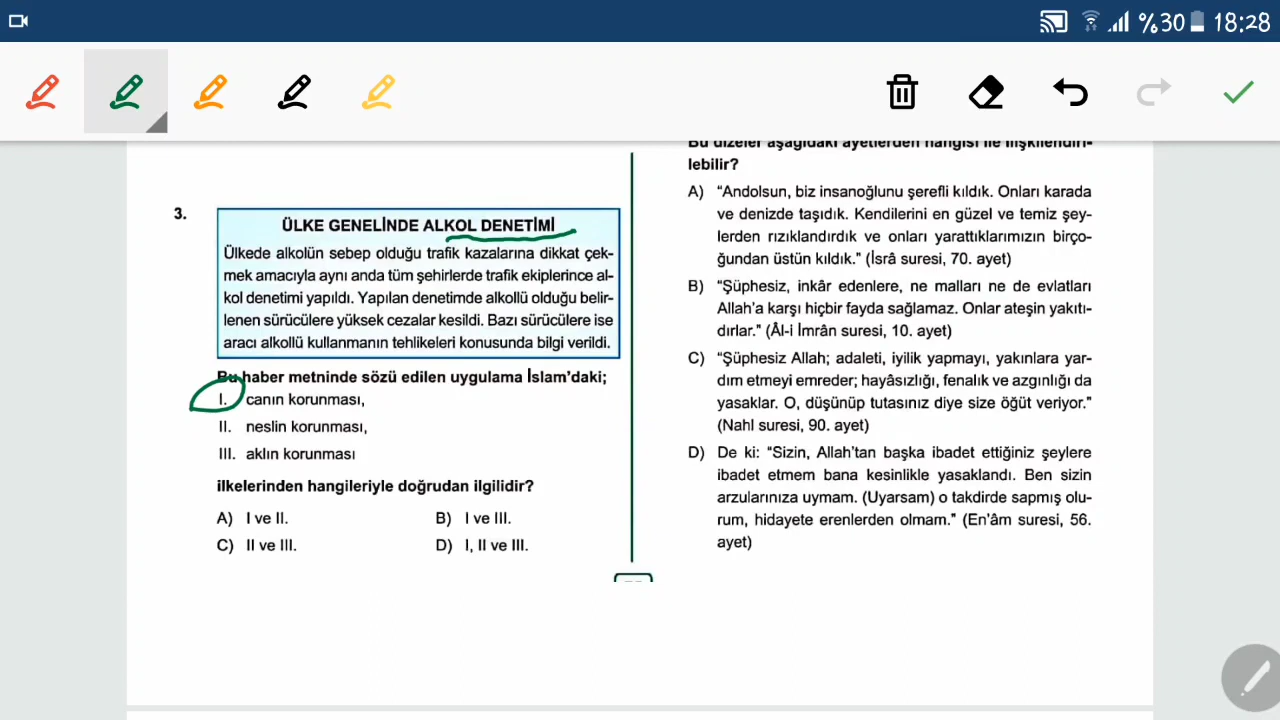 %30 18:28
3.
ÜLKE GENELİNDE ALKOL DENETİMİ
Ülkede alkolün sebep olduğu trafik kazalarına dikkat çek-
mek amacıyla aynı anda tüm şehirlerde trafik ekiplerince al-
kol denetimi yapıldı. Yapılan denetimde alkollü olduğu belir-
lenen sürücülere yüksek cezalar kesildi. Bazı sürücülere ise
aracı alkollü kullanmanın tehlikeleri konusunda bilgi verildi.
Bu haber metninde sözü edilen uygulama İslam’daki;
I. canın korunması,
II. neslin korunması,
III. aklın korunması
ilkelerinden hangileriyle doğrudan ilgilidir?
A) I ve II.
B) I ve III.
C) II ve III.
D) I, II ve III.
Bu dizeler aşağıdaki ayetlerden hangisi ile ilişkilendiri-
lebilir?
A) “Andolsun, biz insanoğlunu şerefli kıldık. Onları karada
ve denizde taşıdık. Kendilerini en güzel ve temiz şey-
lerden rızıklandırdık ve onları yarattıklarımızın birço-
ğundan üstün kıldık.” (İsrâ suresi, 70. ayet)
B) “Şüphesiz, inkâr edenlere, ne malları ne de evlatları
Allah’a karşı hiçbir fayda sağlamaz. Onlar ateşin yakıtı-
dırlar.” (Âl-i İmrân suresi, 10. ayet)
C) “Şüphesiz Allah; adaleti, iyilik yapmayı, yakınlara yar-
dım etmeyi emreder; hayâsızlığı, fenalık ve azgınlığı da
yasaklar. O, düşünüp tutasınız diye size öğüt veriyor.”
(Nahl suresi, 90. ayet)
D) De ki: “Sizin, Allah’tan başka ibadet ettiğiniz şeylere
ibadet etmem bana kesinlikle yasaklandı. Ben sizin
arzularınıza uymam. (Uyarsam) o takdirde sapmış olu-
rum, hidayete erenlerden olmam.” (En’âm suresi, 56.
ayet)